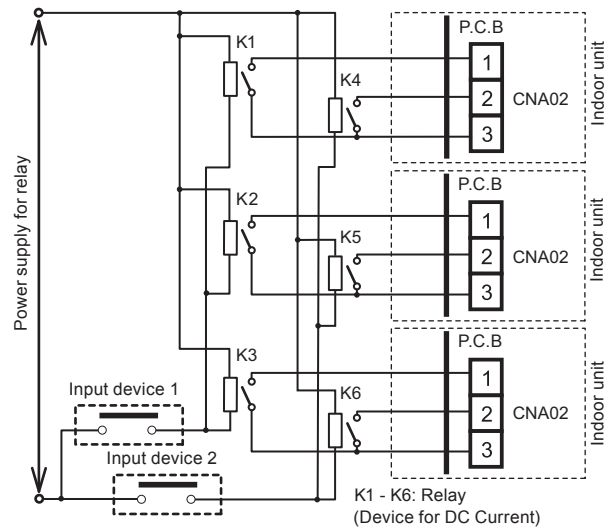 Power supply for relay
K1
K4
P.C.B
1
2
3
CNA02
Indoor unit
K2
K5
P.C.B
1
2
3
CNA02
Indoor unit
K3
K6
P.C.B
1
2
3
CNA02
Indoor unit
Input device 1
Input device 2
K1 - K6: Relay
(Device for DC Current)